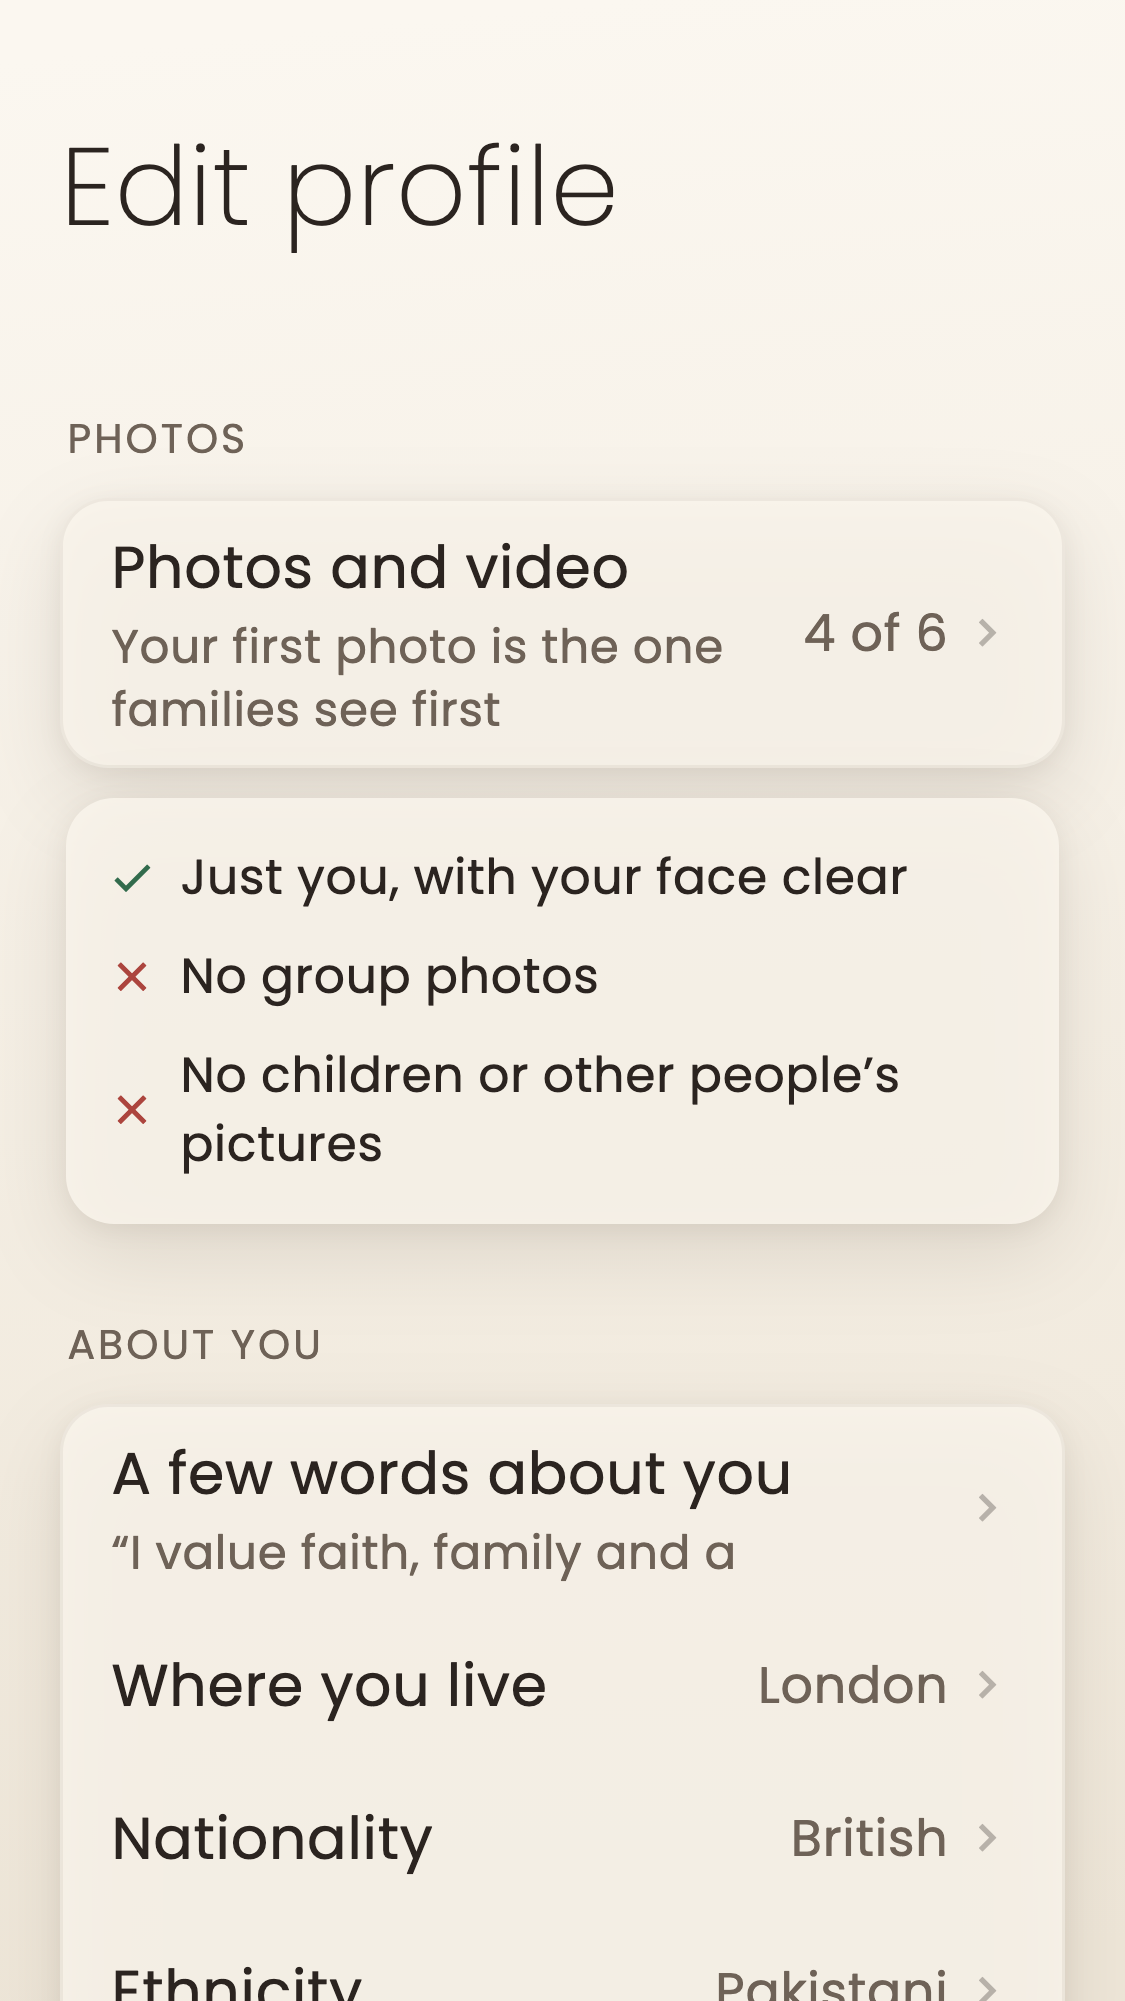 Edit profile
PHOTOS
Photos and video
Your first photo is the one
families see first
4 of 6
Just you, with your face clear
No group photos
No children or other people’s
pictures
ABOUT YOU
A few words about you
“I value faith, family and a
Where you live
London
Nationality
British
Ethnicity
Pakistani